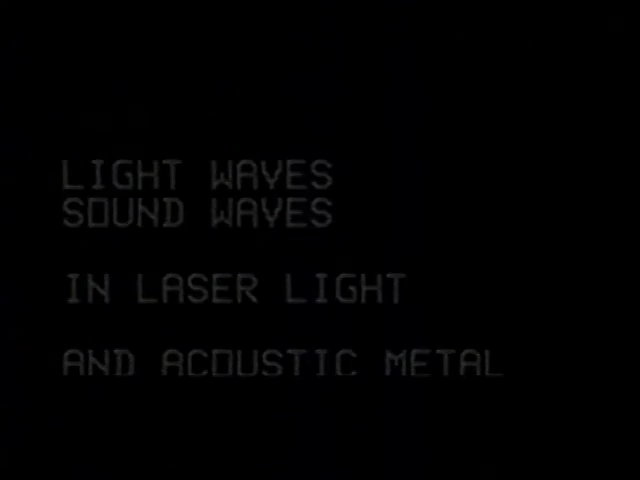 LIGHT WAVES
SOUND WAVES
IN LASER LIGHT
AND ACOUSTIC METAL